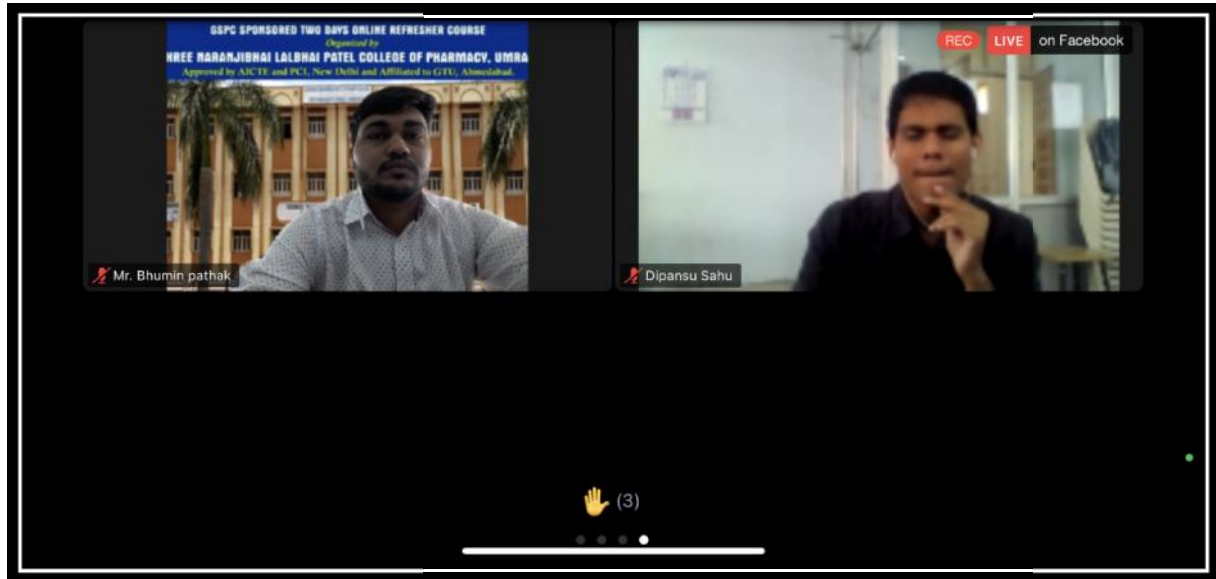 GSPC SPONSORED TWO DAYS ONLINE REFRESHER COURSE
Organized by
HREE NARANJIBHAI LALBHAI PATEL COLLEGE OF PHARMACY, UMRA
Approved by AICTE and PCI, New Delhi and Affiliated to GTU, Ahmedabad.
REC LIVE on Facebook
Mr. Bhumin pathak
Dipansu Sahu
(3)